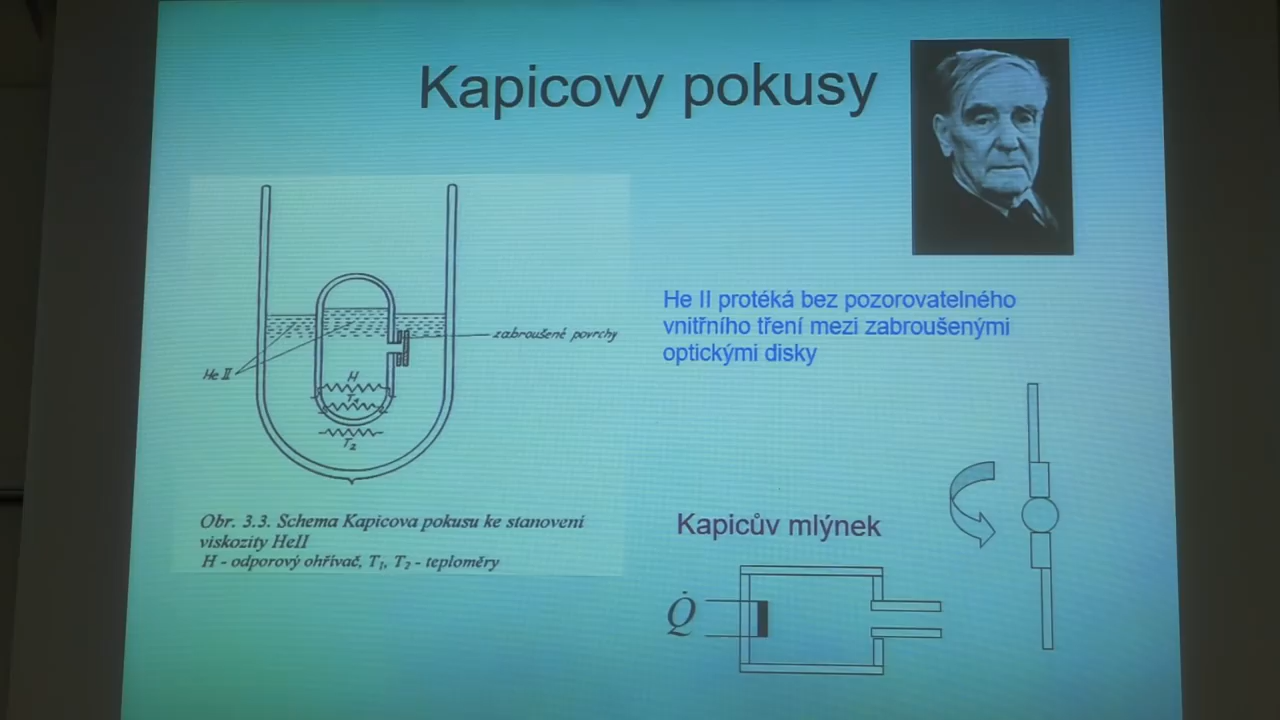 Kapicovy pokusy
zabroušené povrchy
He II
H
T₁
T₂
Obr. 3.3. Schema Kapicova pokusu ke stanovení
viskozity HeII
H - odporový ohřívač, T₁, T₂ - teploměry
He II protéká bez pozorovatelného
vnitřního tření mezi zabroušenými
optickými disky
Kapicův mlýnek
Q̇